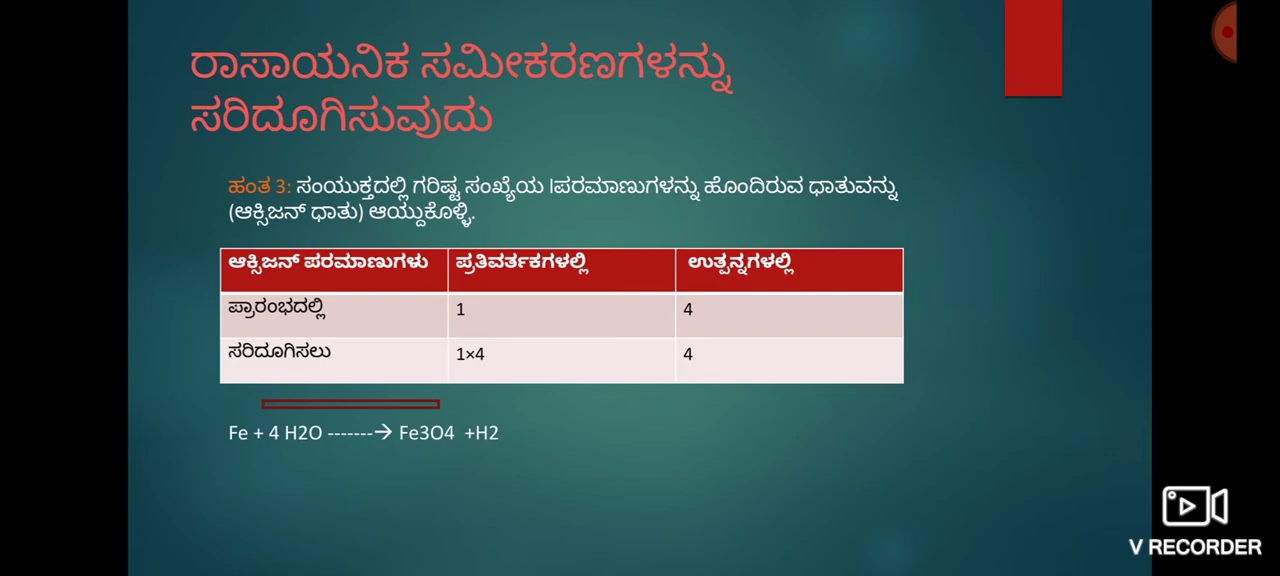 ರಾಸಾಯನಿಕ ಸಮೀಕರಣಗಳನ್ನು
ಸರಿದೂಗಿಸುವುದು
ಹಂತ 3: ಸಂಯುಕ್ತದಲ್ಲಿ ಗರಿಷ್ಟ ಸಂಖ್ಯೆಯ lಪರಮಾಣುಗಳನ್ನು ಹೊಂದಿರುವ ಧಾತುವನ್ನು
(ಆಕ್ಸಿಜನ್ ಧಾತು) ಆಯ್ದುಕೊಳ್ಳಿ.
ಆಕ್ಸಿಜನ್ ಪರಮಾಣುಗಳು ಪ್ರತಿವರ್ತಕಗಳಲ್ಲಿ ಉತ್ಪನ್ನಗಳಲ್ಲಿ
ಪ್ರಾರಂಭದಲ್ಲಿ 1 4
ಸರಿದೂಗಿಸಲು 1×4 4
Fe + 4 H2O -------→ Fe3O4 +H2
V RECORDER